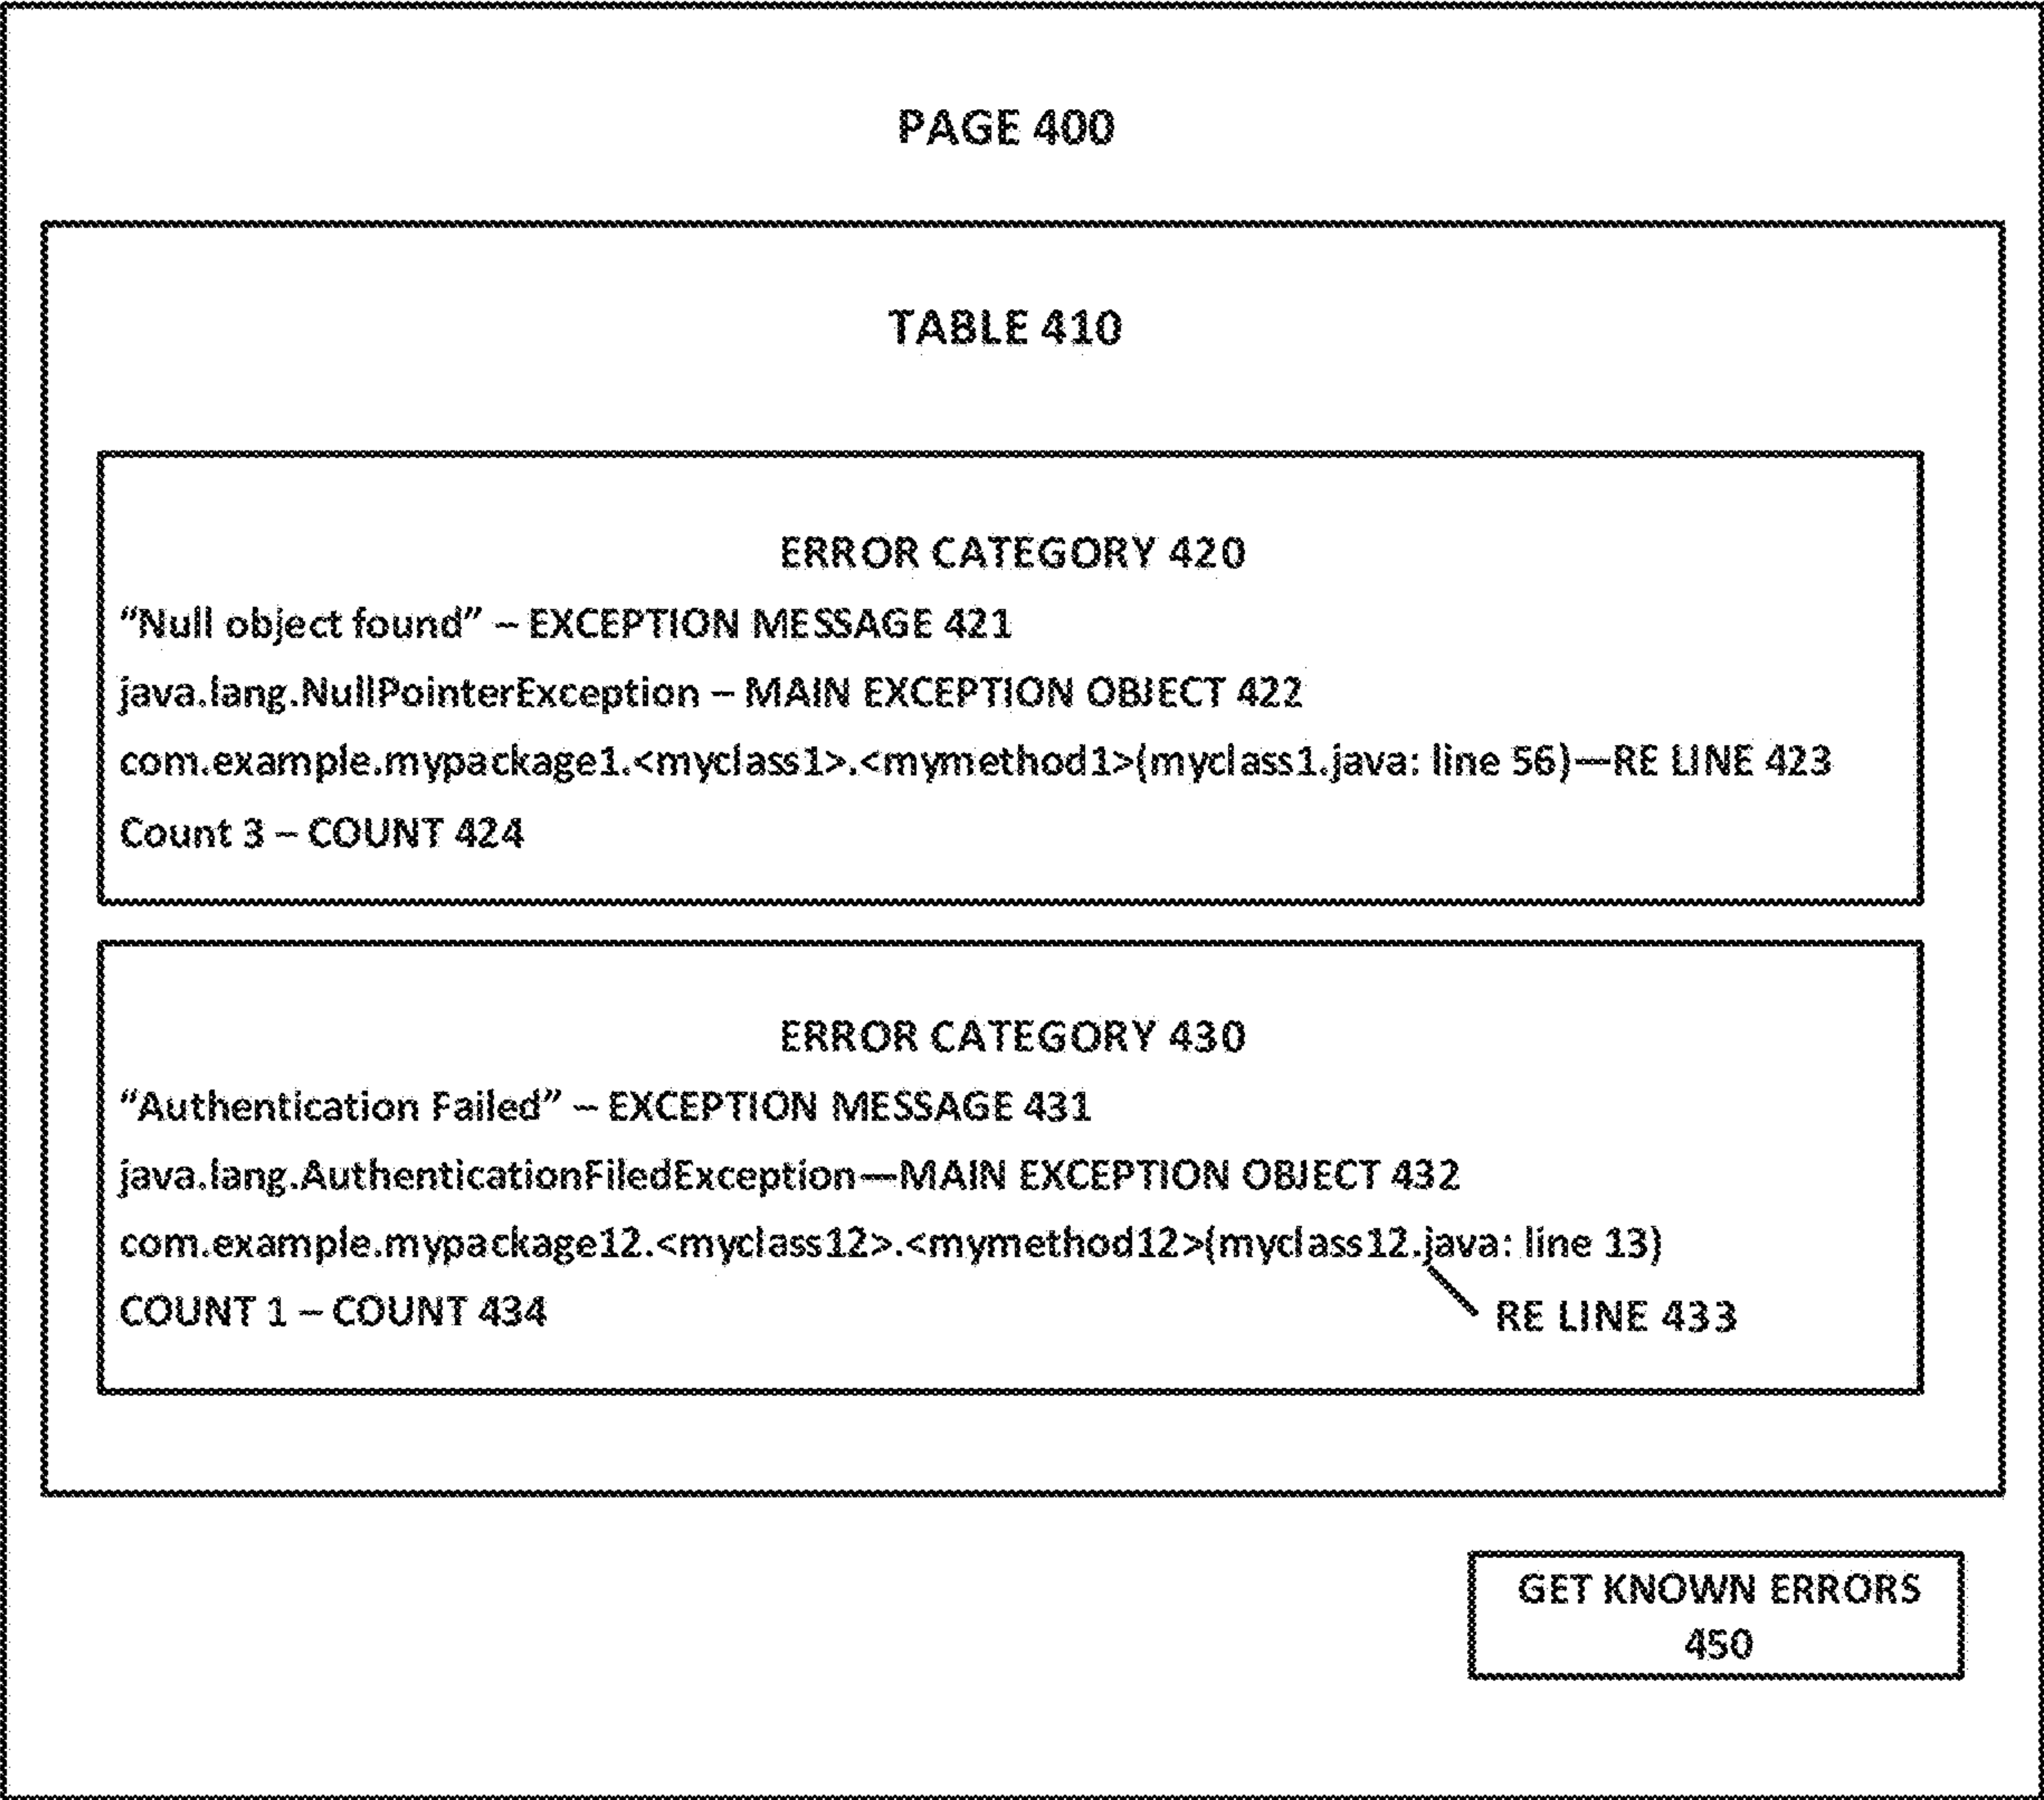 PAGE 400
TABLE 410
ERROR CATEGORY 420
“Null object found” – EXCEPTION MESSAGE 421
java.lang.NullPointerException – MAIN EXCEPTION OBJECT 422
com.example.mypackage1.<myclass1>.<mymethod1>(myclass1.java: line 56)—RE LINE 423
Count 3 – COUNT 424
ERROR CATEGORY 430
“Authentication Failed” – EXCEPTION MESSAGE 431
java.lang.AuthenticationFiledException—MAIN EXCEPTION OBJECT 432
com.example.mypackage12.<myclass12>.<mymethod12>(myclass12.java: line 13)
COUNT 1 – COUNT 434
RE LINE 433
GET KNOWN ERRORS
450